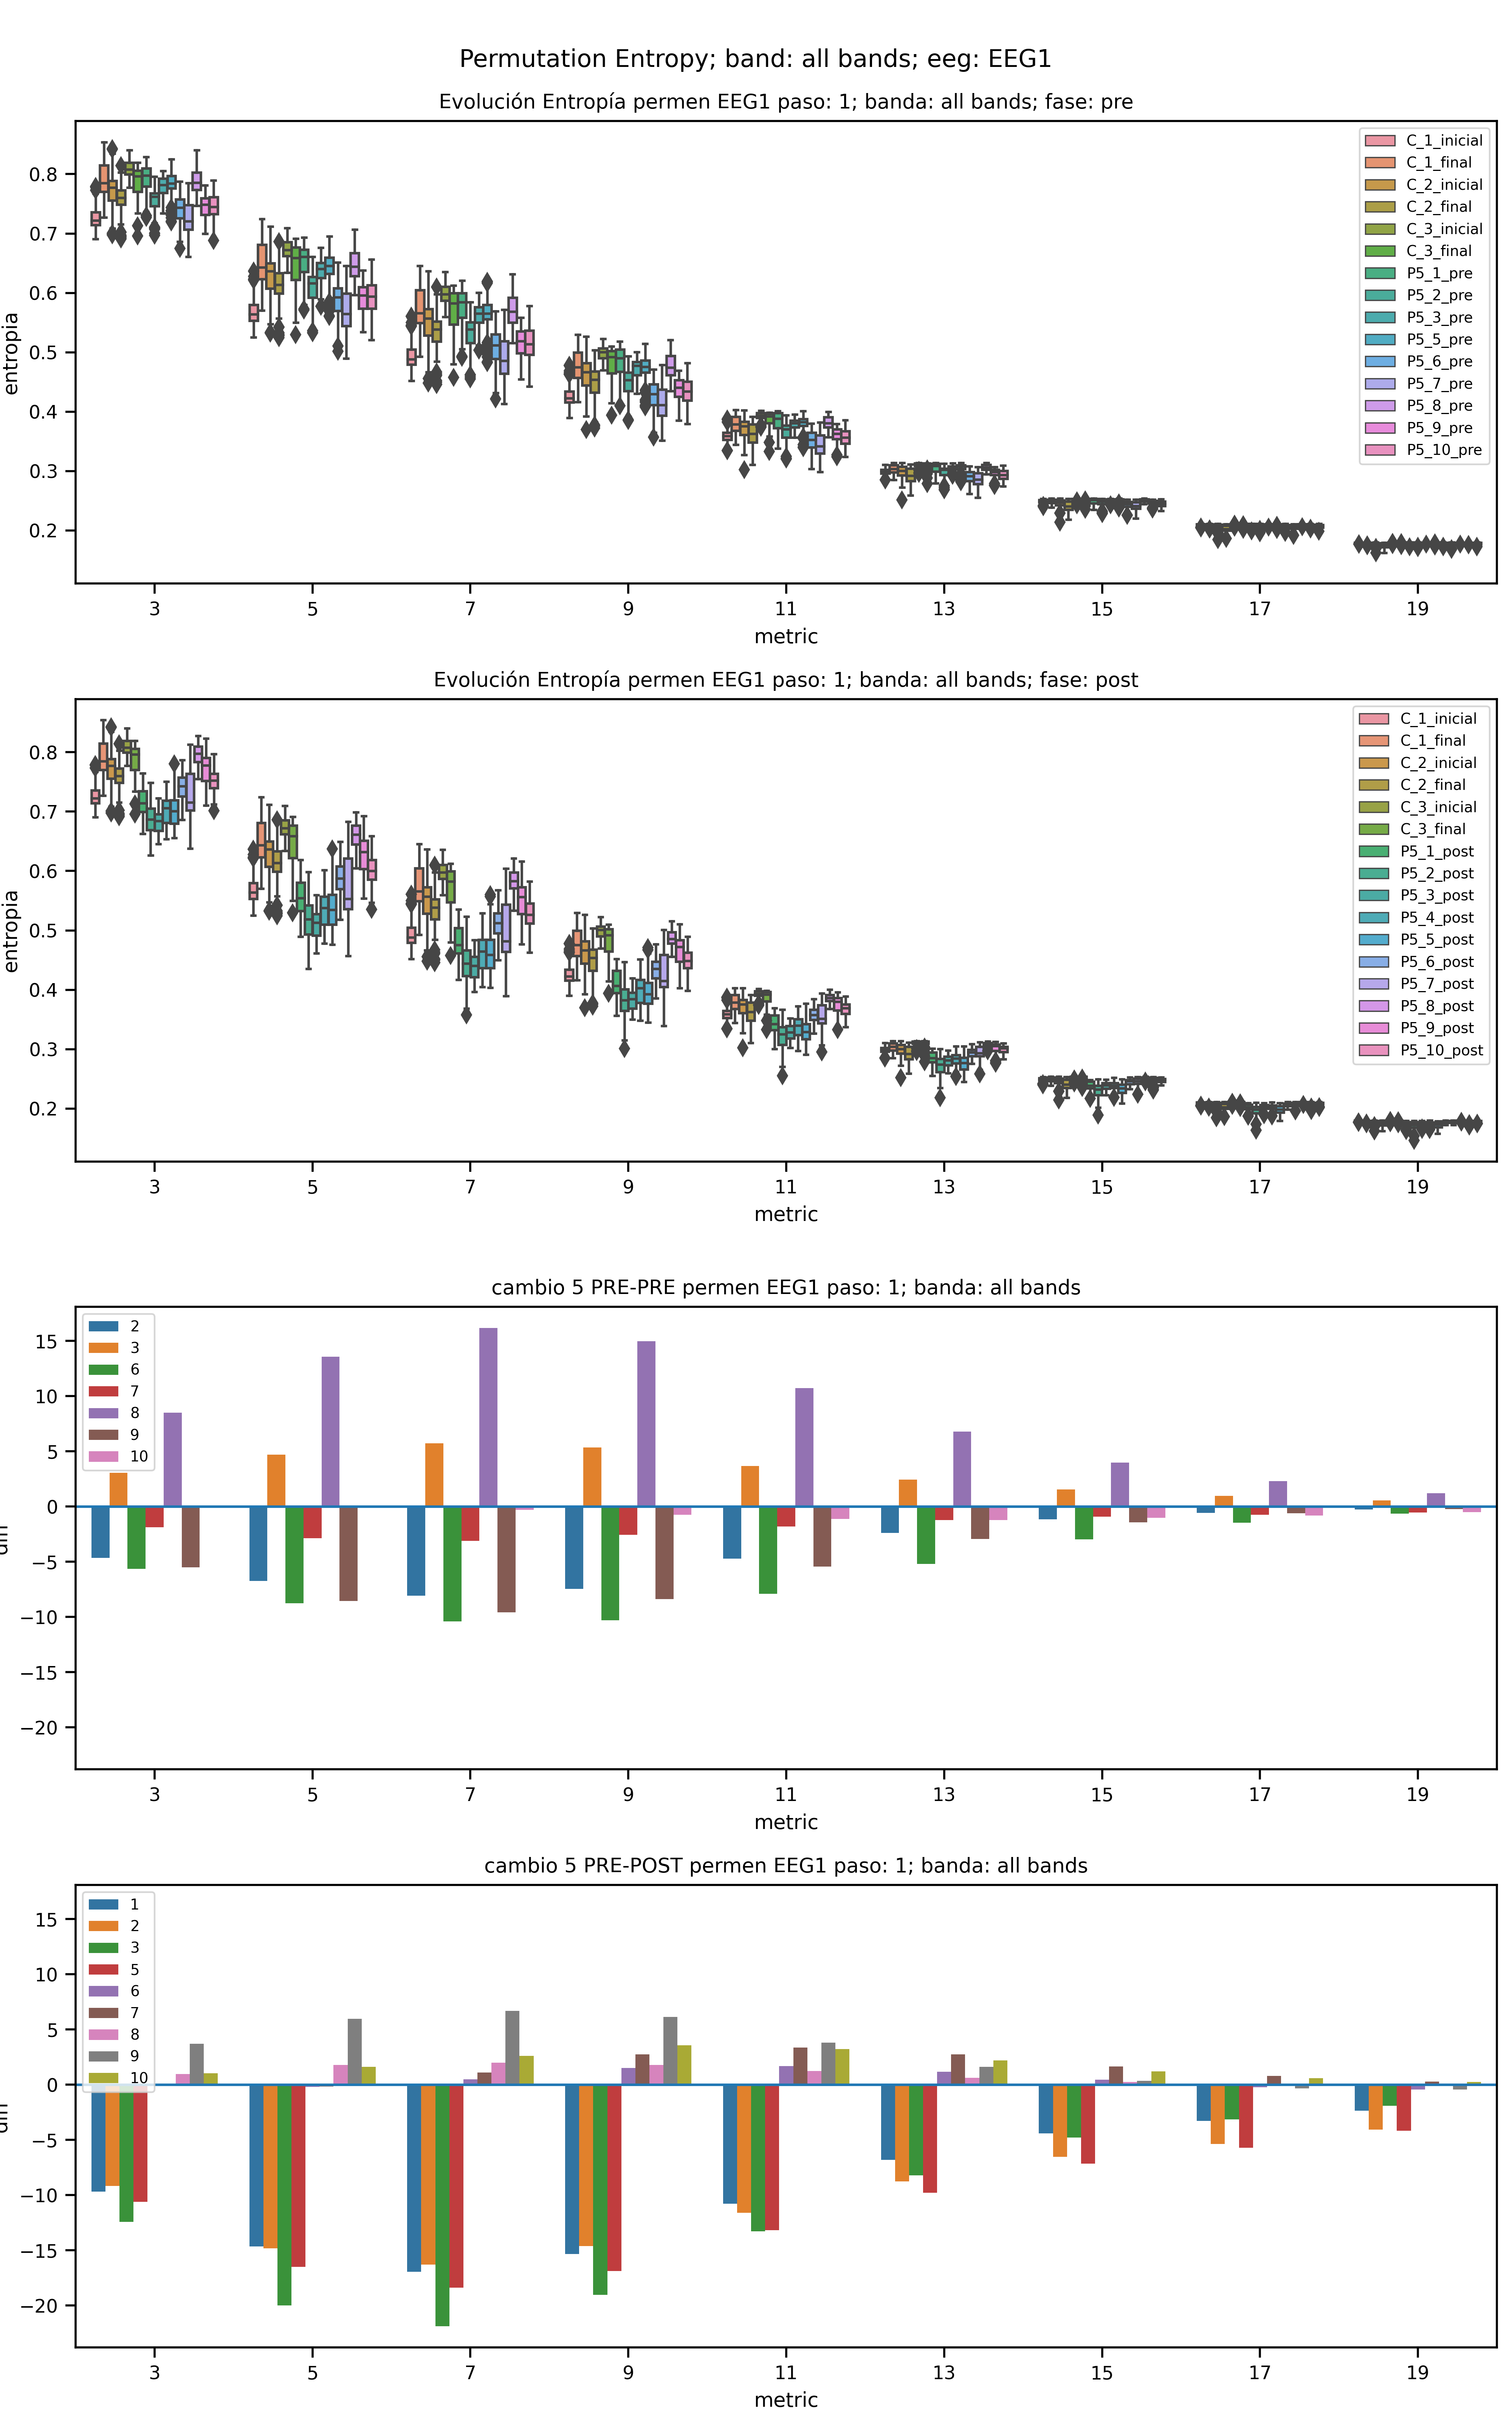 Permutation Entropy; band: all bands; eeg: EEG1
Evolución Entropía permen EEG1 paso: 1; banda: all bands; fase: pre
entropia
0.8
0.7
0.6
0.5
0.4
0.3
0.2
C_1_inicial
C_1_final
C_2_inicial
C_2_final
C_3_inicial
C_3_final
P5_1_pre
P5_2_pre
P5_3_pre
P5_5_pre
P5_6_pre
P5_7_pre
P5_8_pre
P5_9_pre
P5_10_pre
3 5 7 9 11 13 15 17 19
metric
Evolución Entropía permen EEG1 paso: 1; banda: all bands; fase: post
entropia
0.8
0.7
0.6
0.5
0.4
0.3
0.2
C_1_inicial
C_1_final
C_2_inicial
C_2_final
C_3_inicial
C_3_final
P5_1_post
P5_2_post
P5_3_post
P5_4_post
P5_5_post
P5_6_post
P5_7_post
P5_8_post
P5_9_post
P5_10_post
3 5 7 9 11 13 15 17 19
metric
cambio 5 PRE-PRE permen EEG1 paso: 1; banda: all bands
15
10
5
0
−5
−10
−15
−20
2
3
6
7
8
9
10
3 5 7 9 11 13 15 17 19
metric
cambio 5 PRE-POST permen EEG1 paso: 1; banda: all bands
15
10
5
0
−5
−10
−15
−20
1
2
3
5
6
7
8
9
10
3 5 7 9 11 13 15 17 19
metric